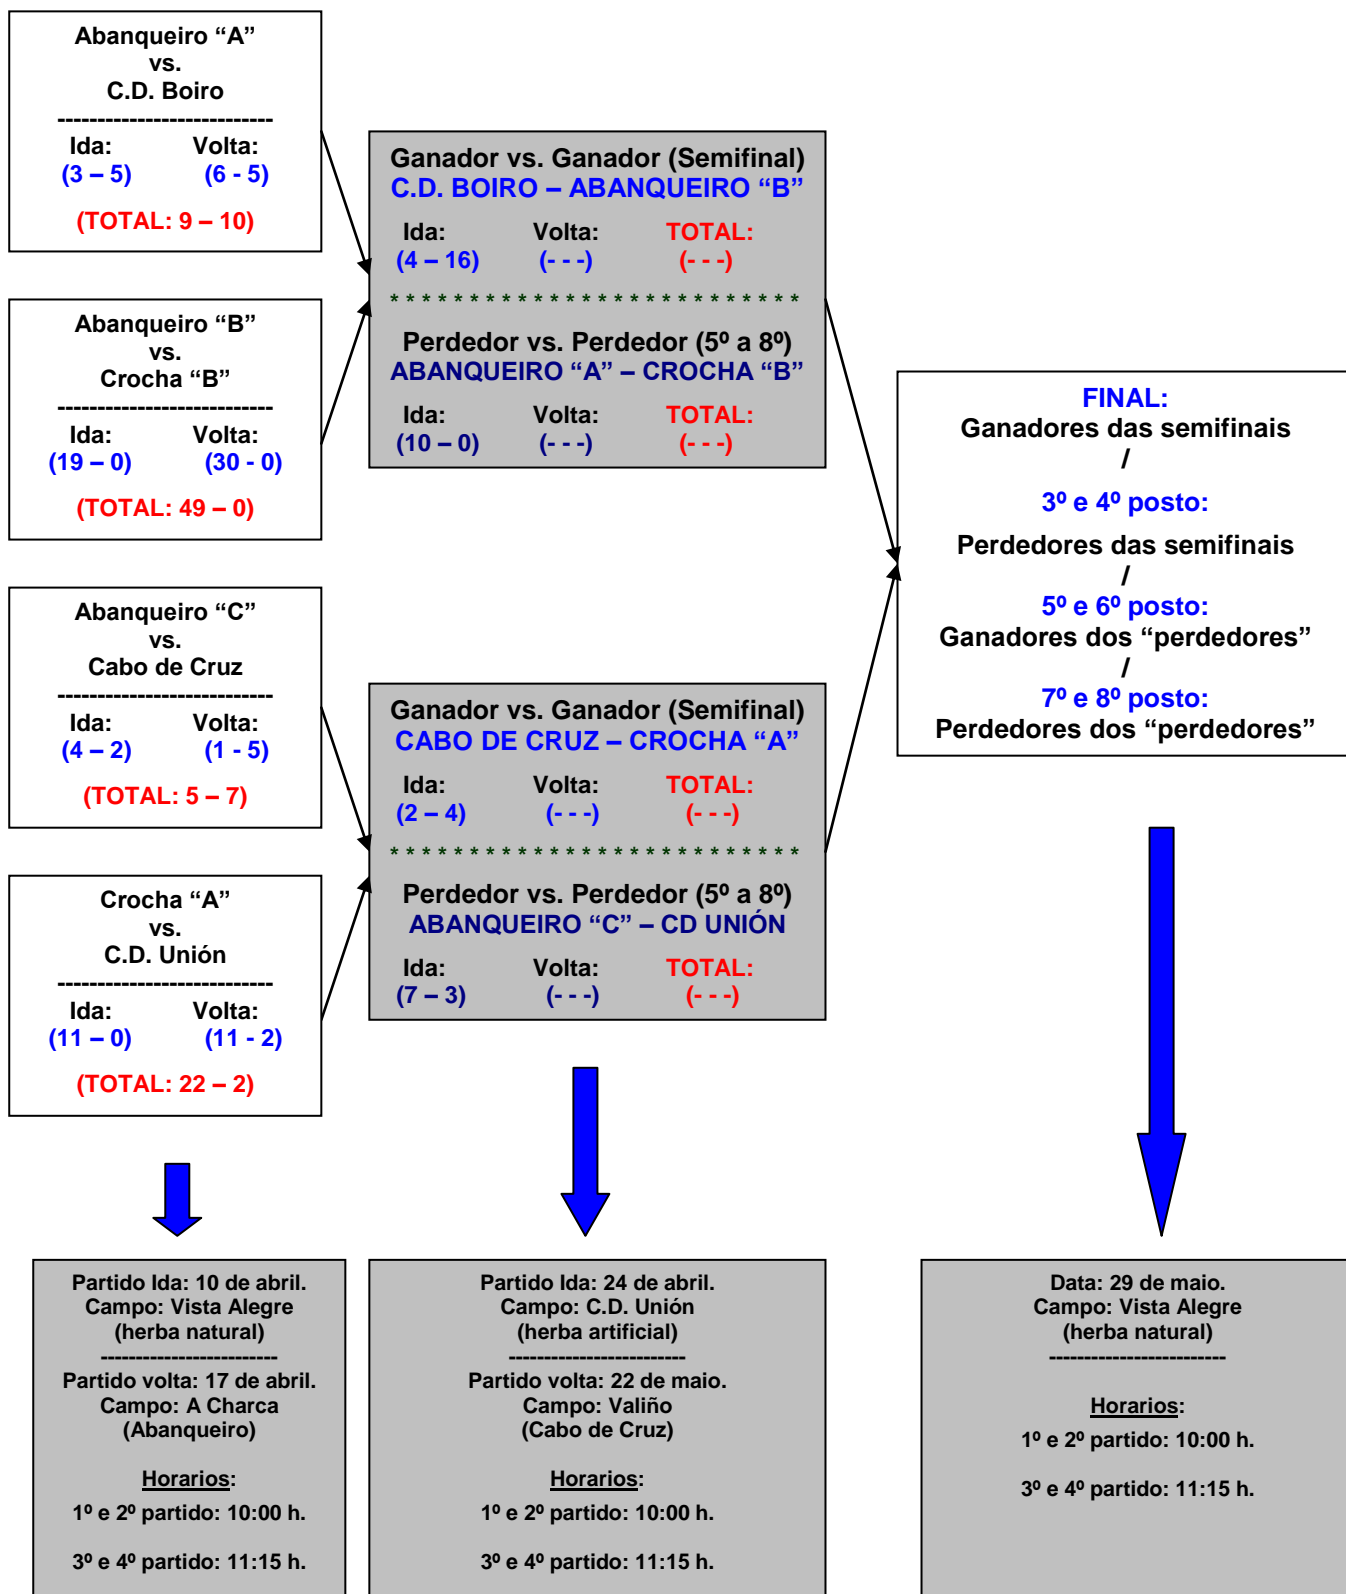 Abanqueiro “A”
vs.
C.D. Boiro
---------------------------
Ida: Volta:
(3 – 5) (6 - 5)
(TOTAL: 9 – 10)
Abanqueiro “B”
vs.
Crocha “B”
---------------------------
Ida: Volta:
(19 – 0) (30 - 0)
(TOTAL: 49 – 0)
Abanqueiro “C”
vs.
Cabo de Cruz
---------------------------
Ida: Volta:
(4 – 2) (1 - 5)
(TOTAL: 5 – 7)
Crocha “A”
vs.
C.D. Unión
---------------------------
Ida: Volta:
(11 – 0) (11 - 2)
(TOTAL: 22 – 2)
Ganador vs. Ganador (Semifinal)
C.D. BOIRO – ABANQUEIRO “B”
Ida: Volta: TOTAL:
(4 – 16) (- - -) (- - -)
* * * * * * * * * * * * * * * * * * * * * * * * * *
Perdedor vs. Perdedor (5º a 8º)
ABANQUEIRO “A” – CROCHA “B”
Ida: Volta: TOTAL:
(10 – 0) (- - -) (- - -)
Ganador vs. Ganador (Semifinal)
CABO DE CRUZ – CROCHA “A”
Ida: Volta: TOTAL:
(2 – 4) (- - -) (- - -)
* * * * * * * * * * * * * * * * * * * * * * * * * *
Perdedor vs. Perdedor (5º a 8º)
ABANQUEIRO “C” – CD UNIÓN
Ida: Volta: TOTAL:
(7 – 3) (- - -) (- - -)
FINAL:
Ganadores das semifinais
/
3º e 4º posto:
Perdedores das semifinais
/
5º e 6º posto:
Ganadores dos “perdedores”
/
7º e 8º posto:
Perdedores dos “perdedores”
Partido Ida: 10 de abril.
Campo: Vista Alegre
(herba natural)
-------------------------
Partido volta: 17 de abril.
Campo: A Charca
(Abanqueiro)
Horarios:
1º e 2º partido: 10:00 h.
3º e 4º partido: 11:15 h.
Partido Ida: 24 de abril.
Campo: C.D. Unión
(herba artificial)
-------------------------
Partido volta: 22 de maio.
Campo: Valiño
(Cabo de Cruz)
Horarios:
1º e 2º partido: 10:00 h.
3º e 4º partido: 11:15 h.
Data: 29 de maio.
Campo: Vista Alegre
(herba natural)
-------------------------
Horarios:
1º e 2º partido: 10:00 h.
3º e 4º partido: 11:15 h.